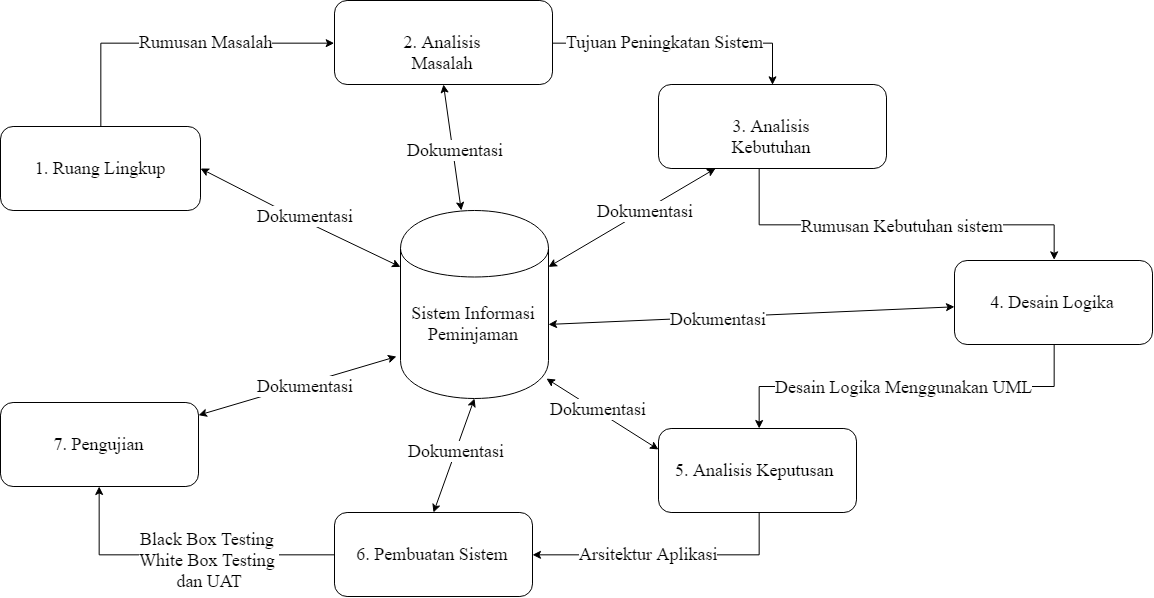 Rumusan Masalah
2. Analisis
Masalah
Tujuan Peningkatan Sistem
3. Analisis
Kebutuhan
1. Ruang Lingkup
Dokumentasi
Dokumentasi
Dokumentasi
Rumusan Kebutuhan sistem
4. Desain Logika
Sistem Informasi
Peminjaman
Dokumentasi
Dokumentasi
Desain Logika Menggunakan UML
Dokumentasi
7. Pengujian
Dokumentasi
5. Analisis Keputusan
Black Box Testing
White Box Testing
dan UAT
6. Pembuatan Sistem
Arsitektur Aplikasi